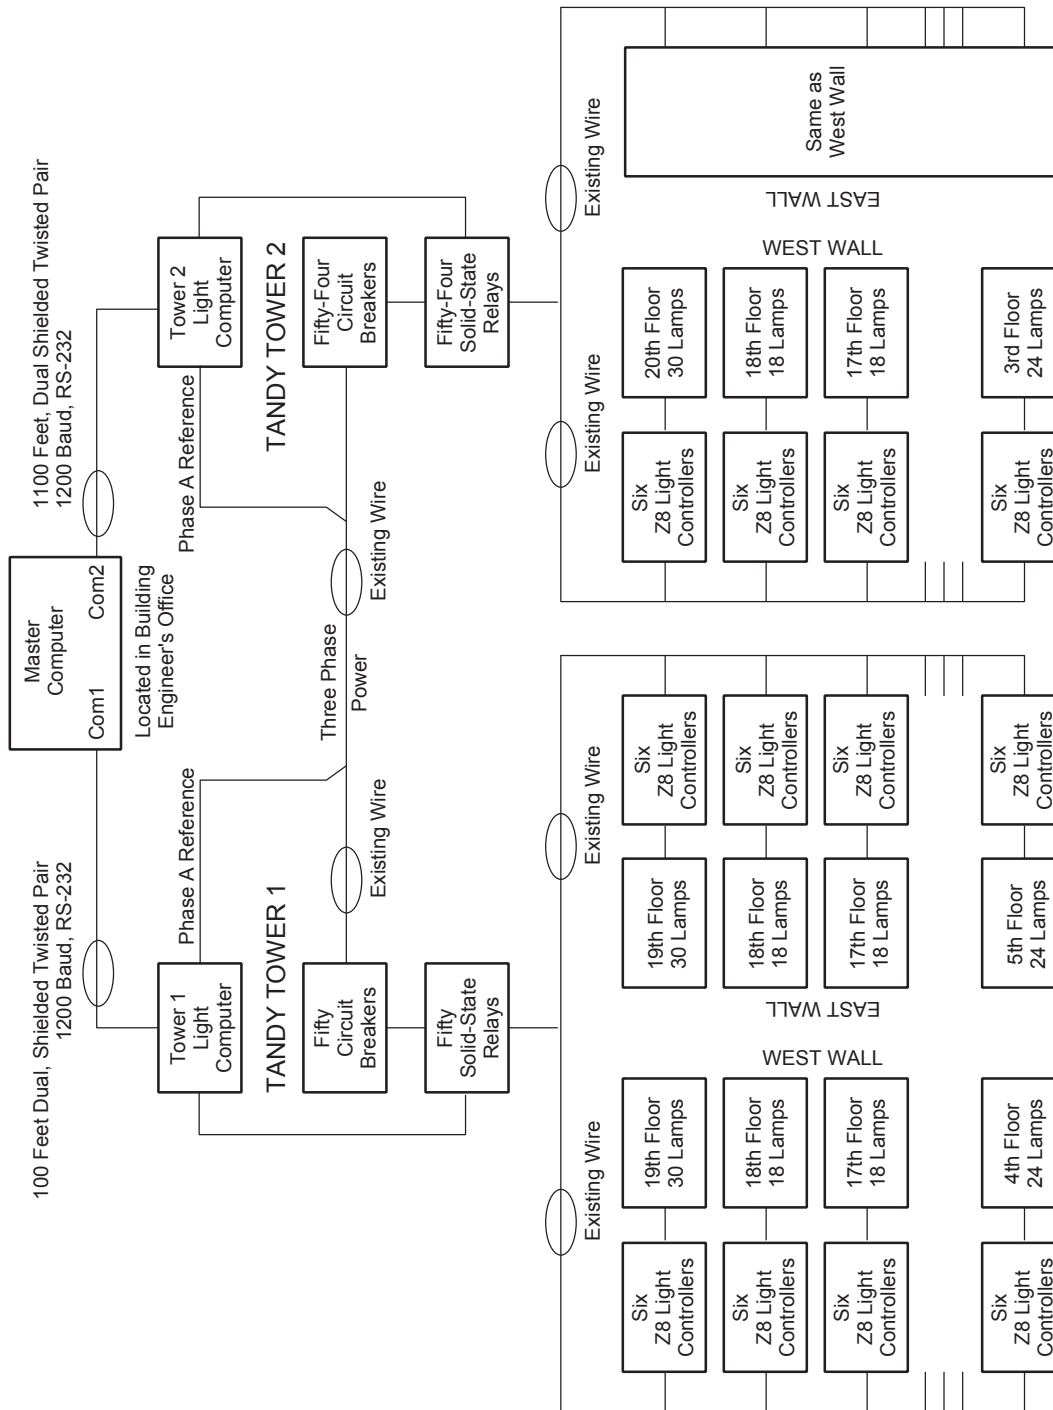 Master
Computer
Com1
Com2
Located in Building
Engineer's Office
100 Feet Dual, Shielded Twisted Pair
1200 Baud, RS-232
1100 Feet, Dual Shielded Twisted Pair
1200 Baud, RS-232
Tower 1
Light
Computer
Phase A Reference
Phase A Reference
Tower 2
Light
Computer
TANDY TOWER 1
TANDY TOWER 2
Fifty
Circuit
Breakers
Existing Wire
Three Phase
Power
Existing Wire
Fifty-Four
Circuit
Breakers
Fifty
Solid-State
Relays
Fifty-Four
Solid-State
Relays
Existing Wire
Existing Wire
Existing Wire
Existing Wire
WEST WALL
EAST WALL
WEST WALL
EAST WALL
Six
Z8 Light
Controllers
19th Floor
30 Lamps
19th Floor
30 Lamps
Six
Z8 Light
Controllers
Six
Z8 Light
Controllers
20th Floor
30 Lamps
Same as
West Wall
Six
Z8 Light
Controllers
18th Floor
18 Lamps
18th Floor
18 Lamps
Six
Z8 Light
Controllers
Six
Z8 Light
Controllers
18th Floor
18 Lamps
Six
Z8 Light
Controllers
17th Floor
18 Lamps
17th Floor
18 Lamps
Six
Z8 Light
Controllers
Six
Z8 Light
Controllers
17th Floor
18 Lamps
Six
Z8 Light
Controllers
4th Floor
24 Lamps
5th Floor
24 Lamps
Six
Z8 Light
Controllers
Six
Z8 Light
Controllers
3rd Floor
24 Lamps